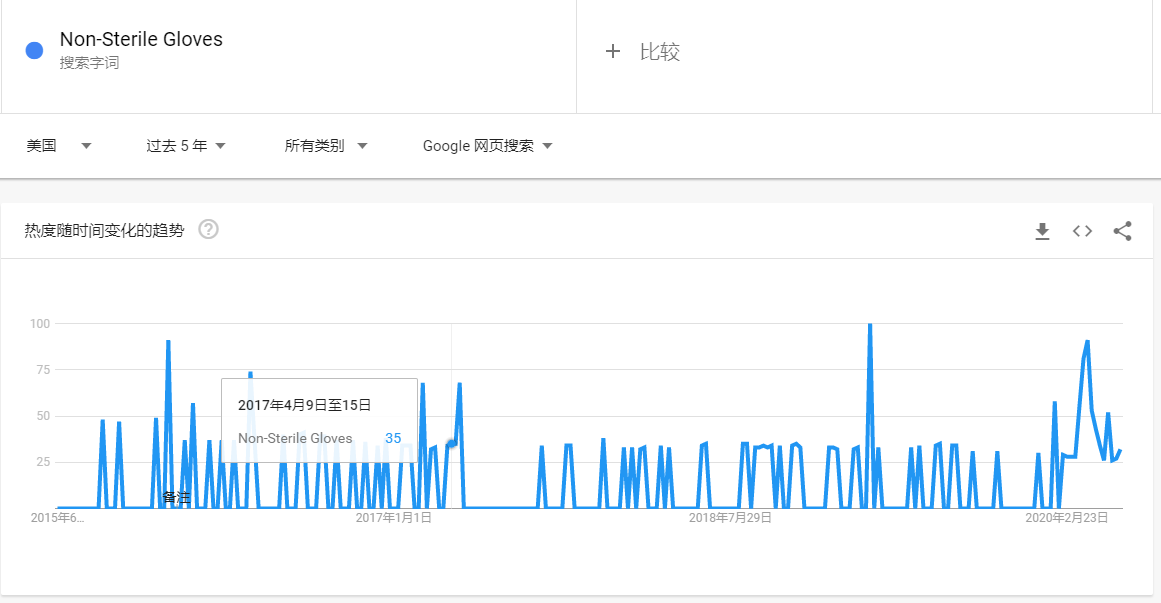 Non-Sterile Gloves
搜索字词
+ 比较
美国
过去 5 年
所有类别
Google 网页搜索
热度随时间变化的趋势
?
100
75
50
25
2017年4月9日至15日
Non-Sterile Gloves 35
备注
2015年6...
2017年1月1日
2018年7月29日
2020年2月23日